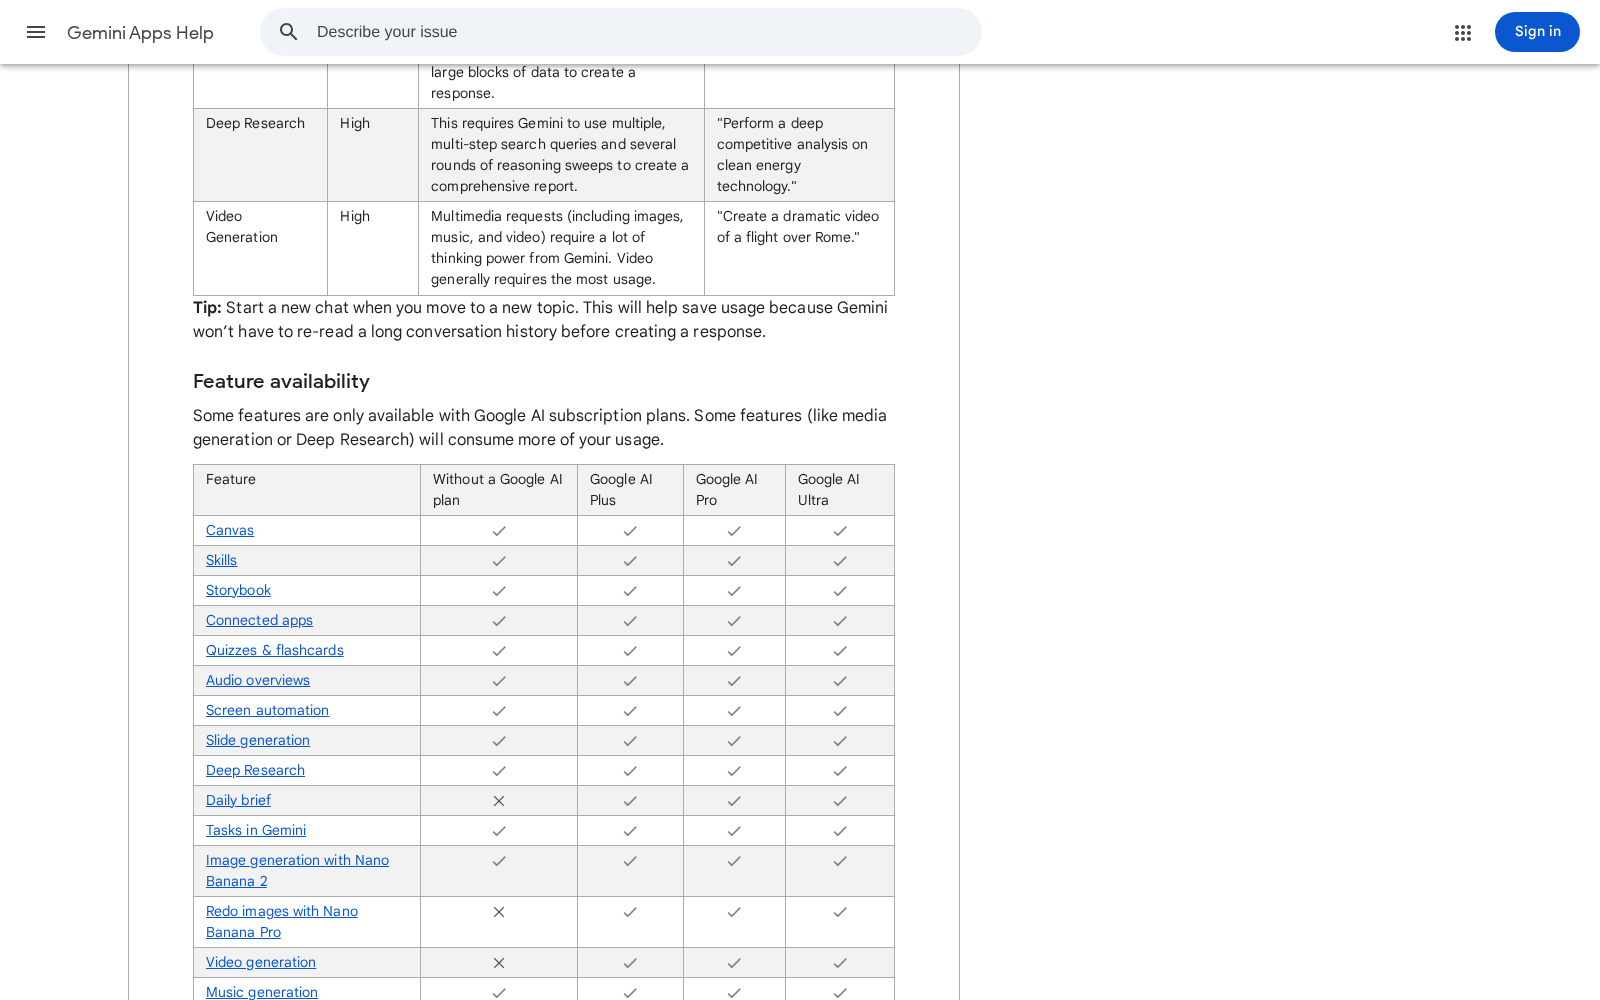 Gemini Apps Help
Describe your issue
Sign in
large blocks of data to create a
response.
Deep Research
High
This requires Gemini to use multiple,
multi-step search queries and several
rounds of reasoning sweeps to create a
comprehensive report.
"Perform a deep
competitive analysis on
clean energy
technology."
Video
Generation
High
Multimedia requests (including images,
music, and video) require a lot of
thinking power from Gemini. Video
generally requires the most usage.
"Create a dramatic video
of a flight over Rome."
Tip: Start a new chat when you move to a new topic. This will help save usage because Gemini
won’t have to re-read a long conversation history before creating a response.
Feature availability
Some features are only available with Google AI subscription plans. Some features (like media
generation or Deep Research) will consume more of your usage.
Feature
Without a Google AI
plan
Google AI
Plus
Google AI
Pro
Google AI
Ultra
Canvas
Skills
Storybook
Connected apps
Quizzes & flashcards
Audio overviews
Screen automation
Slide generation
Deep Research
Daily brief
Tasks in Gemini
Image generation with Nano
Banana 2
Redo images with Nano
Banana Pro
Video generation
Music generation